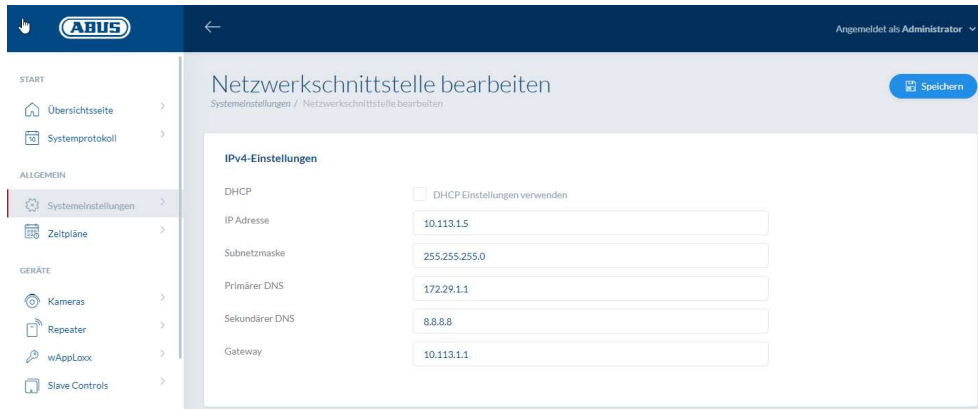 ABUS
Angemeldet als Administrator
START
Übersichtsseite
10
Systemprotokoll
ALLGEMEIN
Systemeinstellungen
Zeitpläne
GERÄTE
Kameras
Repeater
wAppLoxx
Slave Controls
Netzwerkschnittstelle bearbeiten
Systemeinstellungen / Netzwerkschnittstelle bearbeiten
Speichern
IPv4-Einstellungen
DHCP
DHCP Einstellungen verwenden
IP Adresse
10.113.1.5
Subnetzmaske
255.255.255.0
Primärer DNS
172.29.1.1
Sekundärer DNS
8.8.8.8
Gateway
10.113.1.1